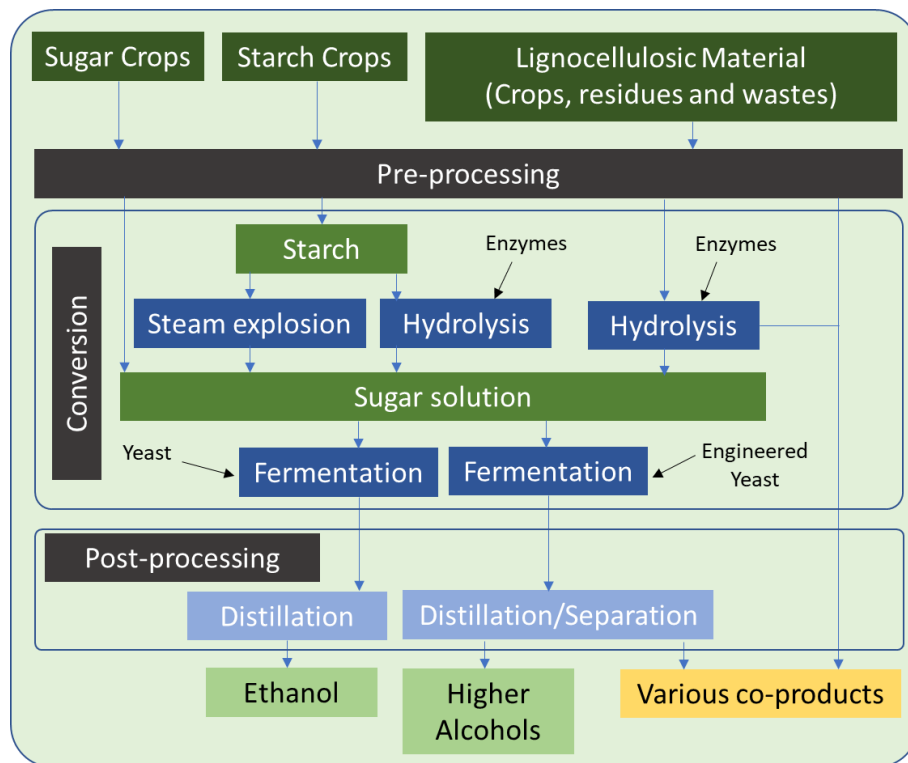 Sugar Crops
Starch Crops
Lignocellulosic Material
(Crops, residues and wastes)
Pre-processing
Conversion
Starch
Enzymes
Enzymes
Steam explosion
Hydrolysis
Hydrolysis
Sugar solution
Yeast
Fermentation
Fermentation
Engineered
Yeast
Post-processing
Distillation
Distillation/Separation
Ethanol
Higher
Alcohols
Various co-products